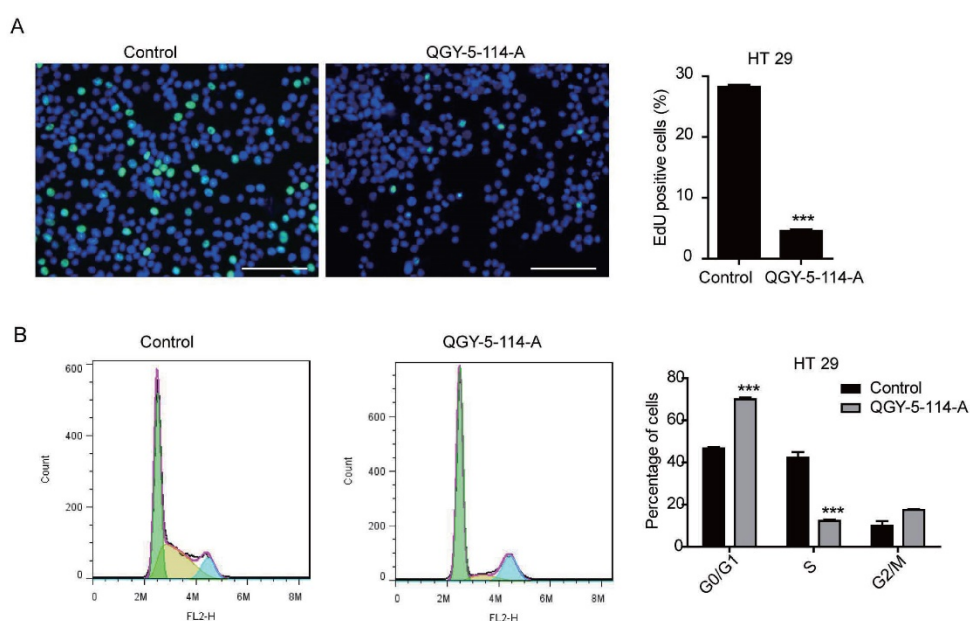 A
Control
QGY-5-114-A
HT 29
EdU positive cells (%)
30
20
10
0
Control
QGY-5-114-A
***
B
Control
600
400
200
0
Count
0 2M 4M 6M 8M
FL2-H
QGY-5-114-A
800
600
400
200
0
Count
0 2M 4M 6M 8M
FL2-H
HT 29
Percentage of cells
80
60
40
20
0
***
***
Control
QGY-5-114-A
G0/G1
S
G2/M